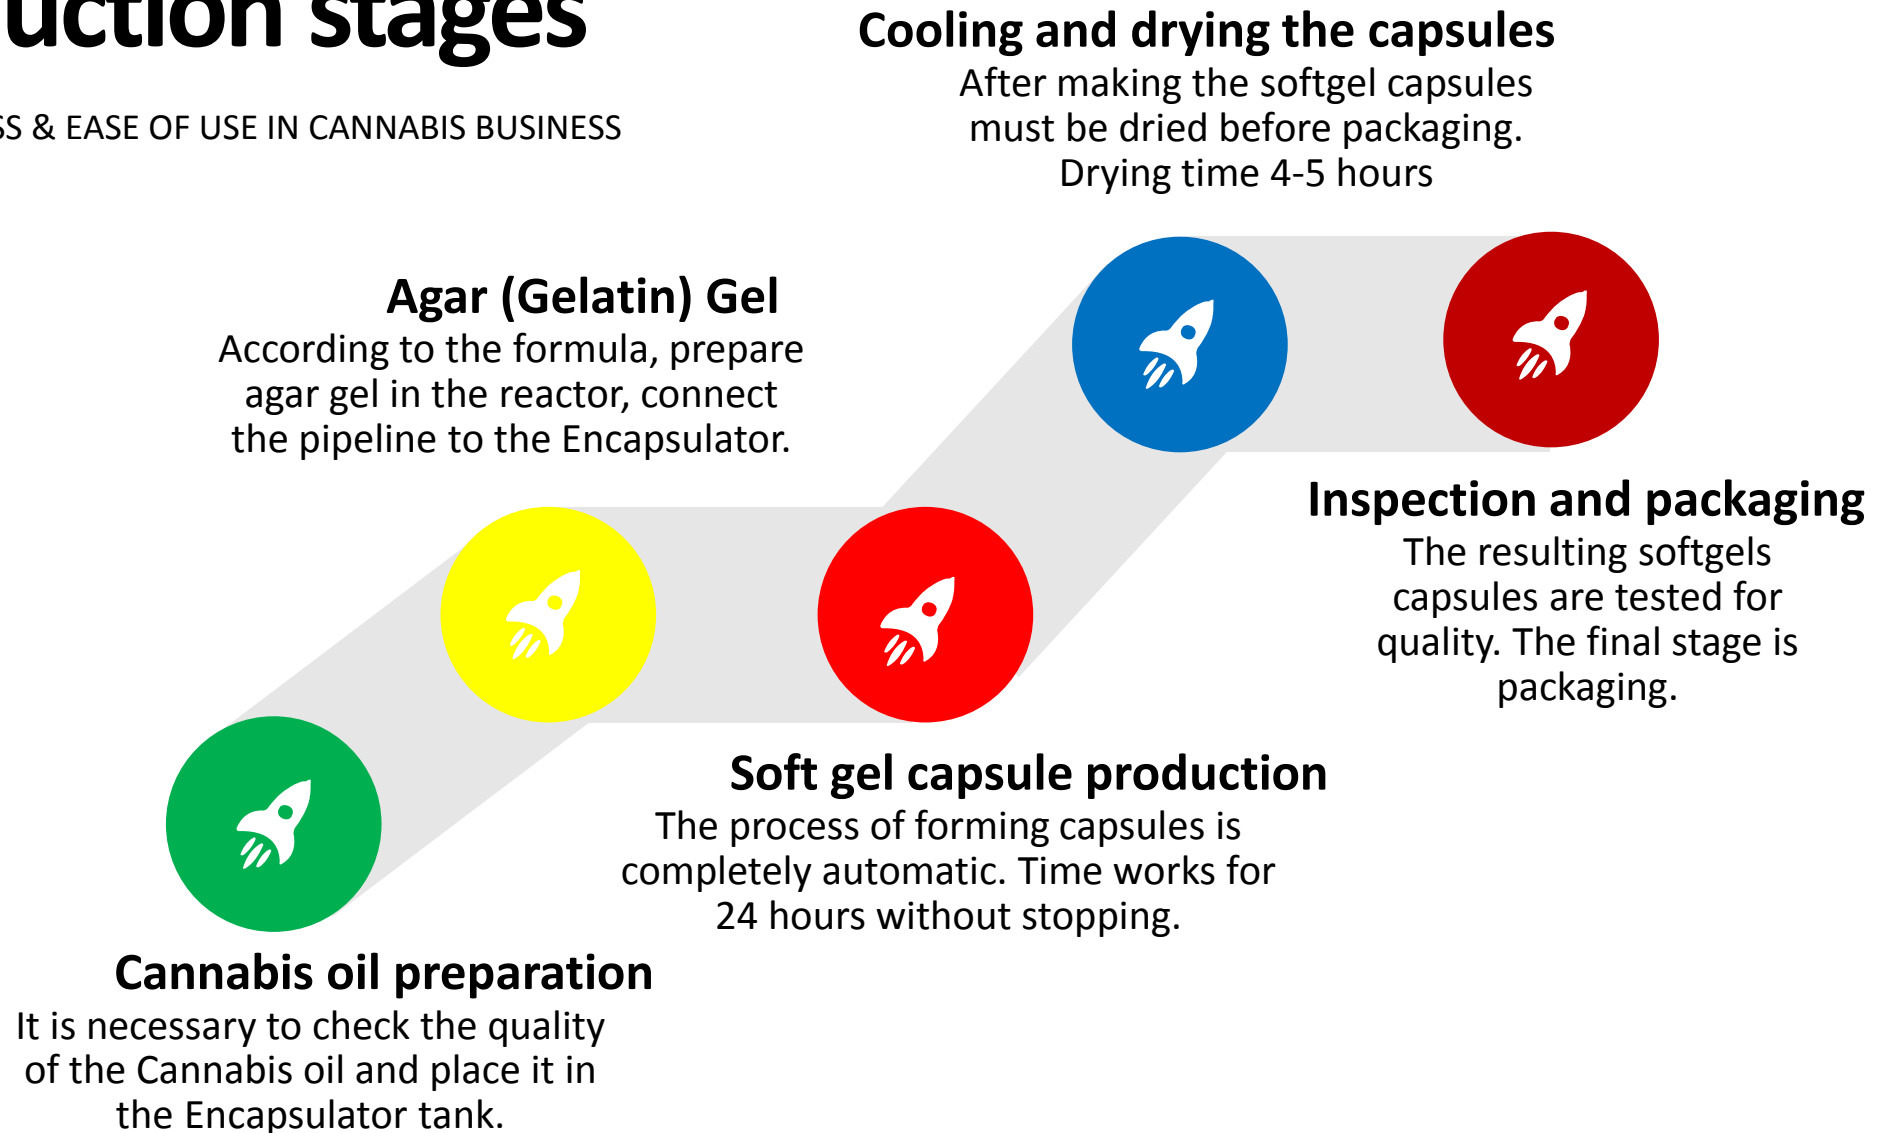 uction stages
SS & EASE OF USE IN CANNABIS BUSINESS
Cooling and drying the capsules
After making the softgel capsules
must be dried before packaging.
Drying time 4-5 hours
Agar (Gelatin) Gel
According to the formula, prepare
agar gel in the reactor, connect
the pipeline to the Encapsulator.
Inspection and packaging
The resulting softgels
capsules are tested for
quality. The final stage is
packaging.
Soft gel capsule production
The process of forming capsules is
completely automatic. Time works for
24 hours without stopping.
Cannabis oil preparation
It is necessary to check the quality
of the Cannabis oil and place it in
the Encapsulator tank.